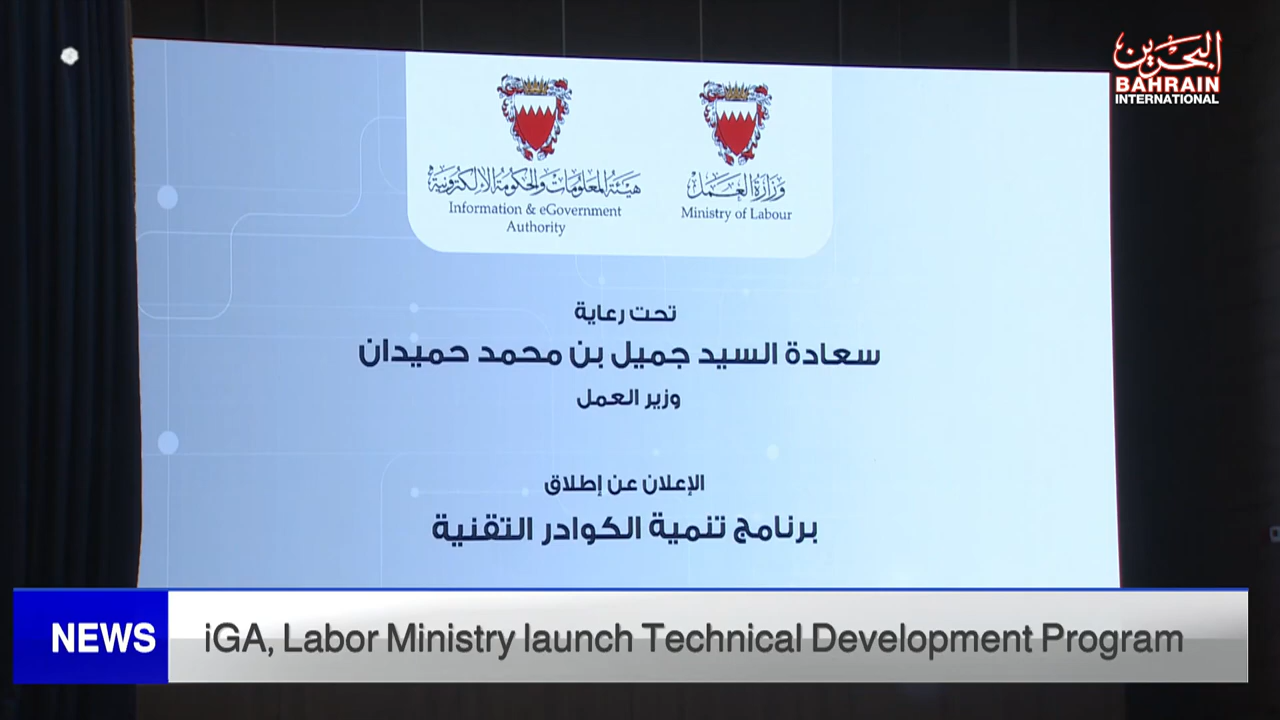 البحرين
BAHRAIN
INTERNATIONAL
هيئة المعلومات والحكومة الإلكترونية
Information & eGovernment
Authority
وزارة العمل
Ministry of Labour
تحت رعاية
سعادة السيد جميل بن محمد حميدان
وزير العمل
الإعلان عن إطلاق
برنامج تنمية الكوادر التقنية
NEWS
iGA, Labor Ministry launch Technical Development Program